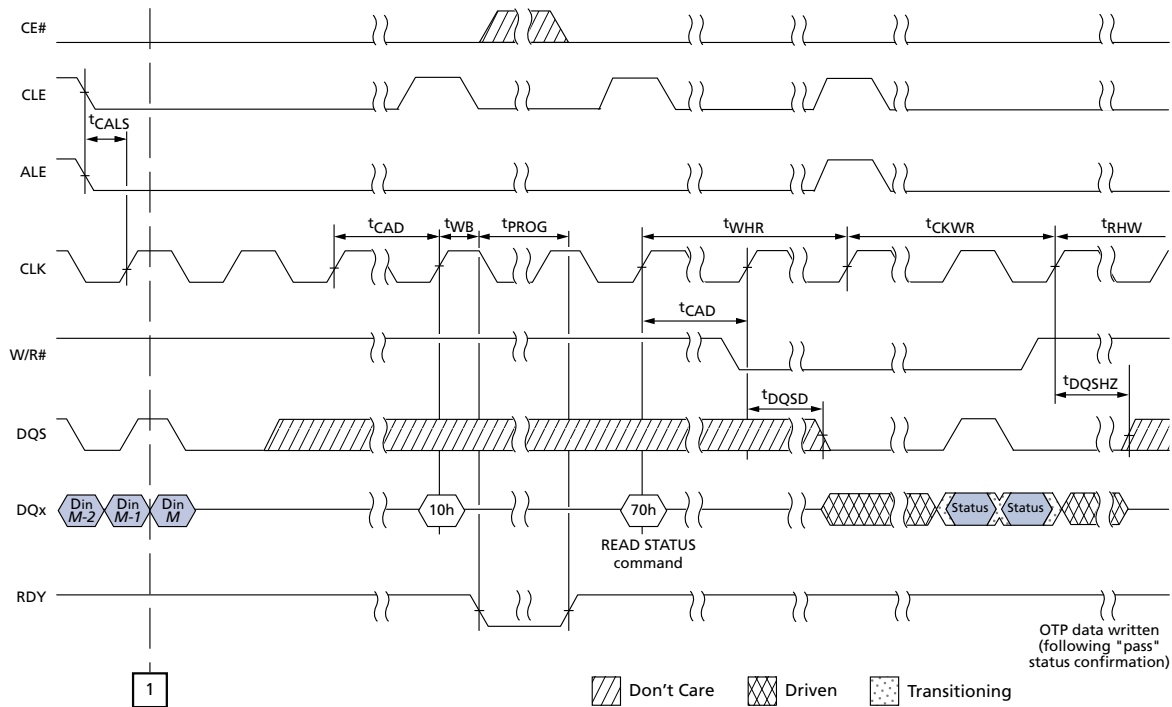 CE#
CLE
tCALS
ALE
tCAD
tWB
tPROG
tWHR
tCKWR
tRHW
CLK
tCAD
W/R#
tDQSD
tDQSHZ
DQS
Din M-2
Din M-1
Din M
DQx
10h
70h
Status
Status
READ STATUS
command
RDY
OTP data written
(following "pass"
status confirmation)
1
Don't Care
Driven
Transitioning